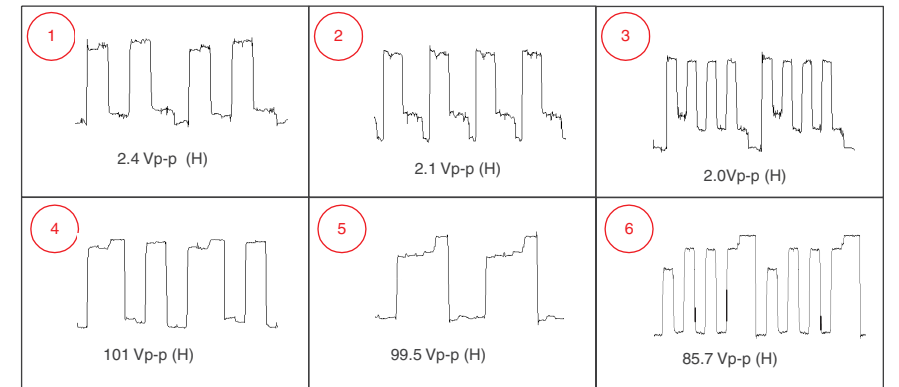 1
2.4 Vp-p (H)
2
2.1 Vp-p (H)
3
2.0Vp-p (H)
4
101 Vp-p (H)
5
99.5 Vp-p (H)
6
85.7 Vp-p (H)